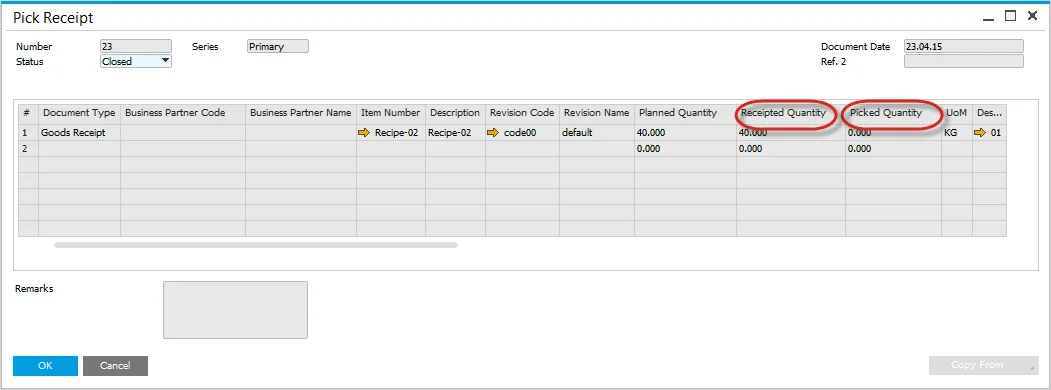 Pick Receipt
Number 23 Series Primary Document Date 23.04.15
Status Closed Ref. 2
# Document Type Business Partner Code Business Partner Name Item Number Description Revision Code Revision Name Planned Quantity Receipted Quantity Picked Quantity UoM Des...
1 Goods Receipt Recipe-02 Recipe-02 code00 default 40.000 40.000 0.000 KG 01
2 0.000 0.000 0.000
Remarks
OK Cancel Copy From